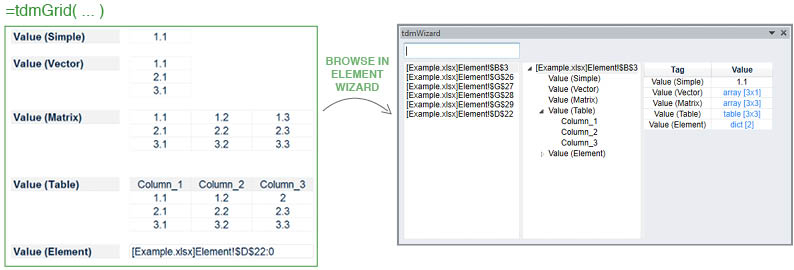 =tdmGrid( ... )
Value (Simple) 1.1
Value (Vector) 1.1
2.1
3.1
Value (Matrix) 1.1 1.2 1.3
2.1 2.2 2.3
3.1 3.2 3.3
Value (Table) Column_1 Column_2 Column_3
1.1 1.2 2
2.1 2.2 2.3
3.1 3.2 3.3
Value (Element) [Example.xlsx]Element!$D$22:0
BROWSE IN
ELEMENT
WIZARD
tdmWizard
[Example.xlsx]Element!$B$3
[Example.xlsx]Element!$G$26
[Example.xlsx]Element!$G$27
[Example.xlsx]Element!$G$28
[Example.xlsx]Element!$G$29
[Example.xlsx]Element!$D$22
[Example.xlsx]Element!$B$3
Value (Simple)
Value (Vector)
Value (Matrix)
Value (Table)
Column_1
Column_2
Column_3
Value (Element)
Tag Value
Value (Simple) 1.1
Value (Vector) array [3x1]
Value (Matrix) array [3x3]
Value (Table) table [3x3]
Value (Element) dict [2]